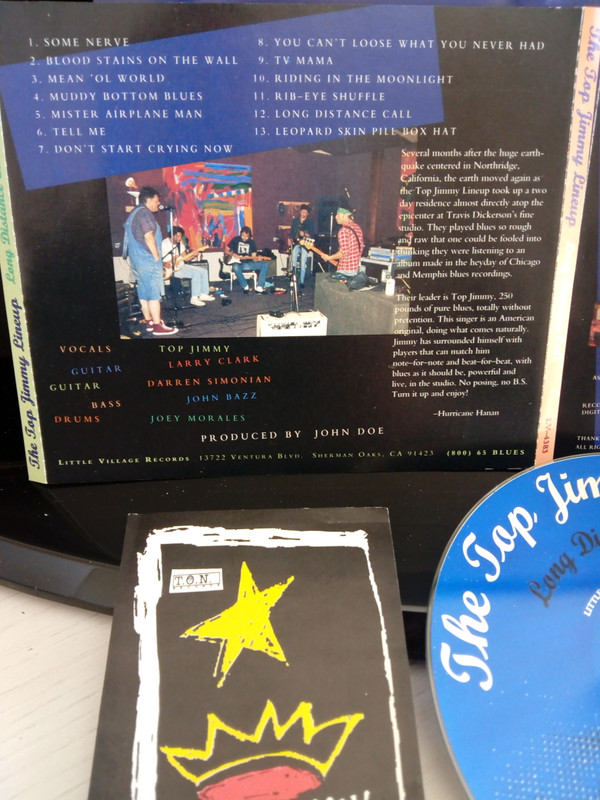 1. SOME NERVE
2. BLOOD STAINS ON THE WALL
3. MEAN 'OL WORLD
4. MUDDY BOTTOM BLUES
5. MISTER AIRPLANE MAN
6. TELL ME
7. DON'T START CRYING NOW
8. YOU CAN'T LOOSE WHAT YOU NEVER HAD
9. TV MAMA
10. RIDING IN THE MOONLIGHT
11. RIB–EYE SHUFFLE
12. LONG DISTANCE CALL
13. LEOPARD SKIN PILL BOX HAT
Several months after the huge earth-
quake centered in Northridge,
California, the earth moved again as
the Top Jimmy Lineup took up a two
day residence almost directly atop the
epicenter at Travis Dickerson's fine
studio. They played blues so rough
and raw that one could be fooled into
thinking they were listening to an
album made in the heyday of Chicago
and Memphis blues recordings.
Their leader is Top Jimmy, 250
pounds of pure blues, totally without
pretention. This singer is an American
original, doing what comes naturally.
Jimmy has surrounded himself with
players that can match him
note–for–note and beat–for–beat, with
blues as it should be, powerful and
live, in the studio. No posing, no B.S.
Turn it up and enjoy!
–Hurricane Hanan
VOCALS TOP JIMMY
GUITAR LARRY CLARK
GUITAR DARREN SIMONIAN
BASS JOHN BAZZ
DRUMS JOEY MORALES
PRODUCED BY JOHN DOE
LITTLE VILLAGE RECORDS 13722 VENTURA BLVD. SHERMAN OAKS, CA 91423 (800) 65 BLUES
The Top Jimmy Lineup Long Distance
The Top Jimmy Lineup
RECO
DIGIT
THANK
ALL RIG
T.O.N.
The Top Jim
Long Di